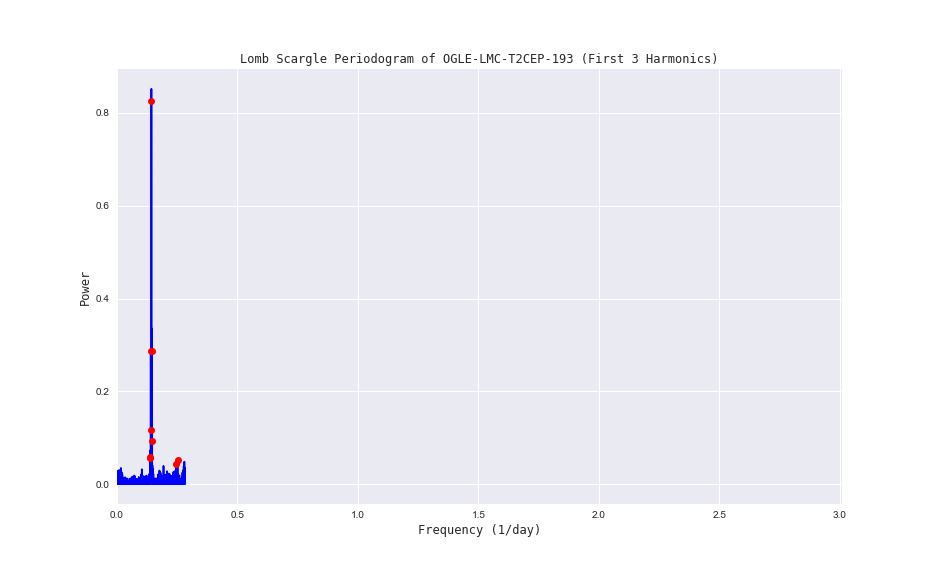 Lomb Scargle Periodogram of OGLE-LMC-T2CEP-193 (First 3 Harmonics)
0.8
0.6
0.4
0.2
0.0
Power
0.0 0.5 1.0 1.5 2.0 2.5 3.0
Frequency (1/day)